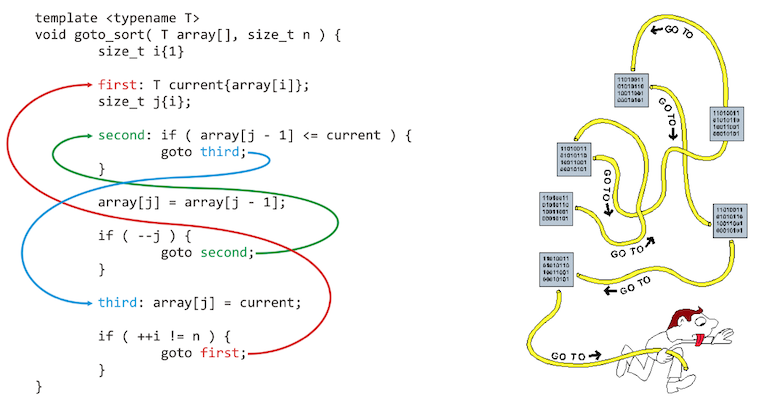 template <typename T>
void goto_sort( T array[], size_t n ) {
size_t i{1}
first: T current{array[i]};
size_t j{i};
second: if ( array[j - 1] <= current ) {
goto third;
}
array[j] = array[j - 1];
if ( --j ) {
goto second;
}
third: array[j] = current;
if ( ++i != n ) {
goto first;
}
}
GO TO
11010011
01010110
10011001
00010101
GO TO
11010011
01010110
10011001
00010101
11010011
01010110
10011001
00010101
GO TO
11010011
01010110
10011001
00010101
11010011
01010110
10011001
00010101
GO TO
11010011
01010110
10011001
00010101
GO TO
GO TO